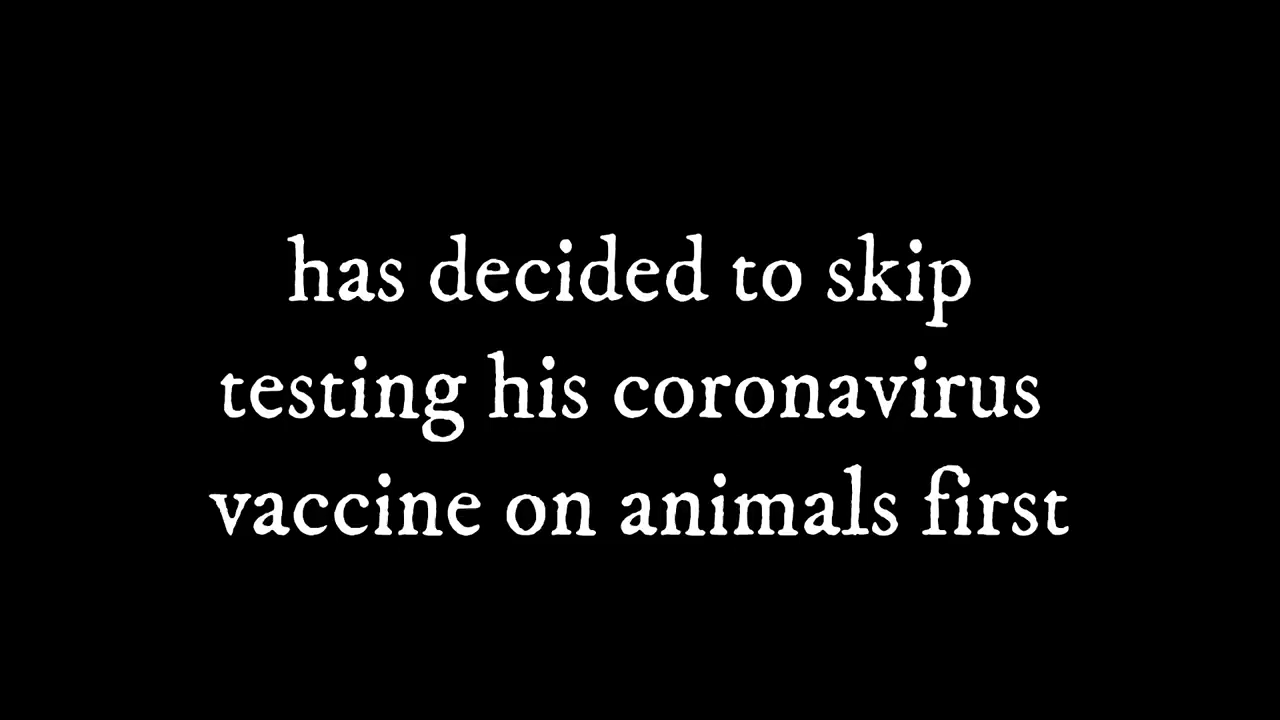 has decided to skip
testing his coronavirus
vaccine on animals first